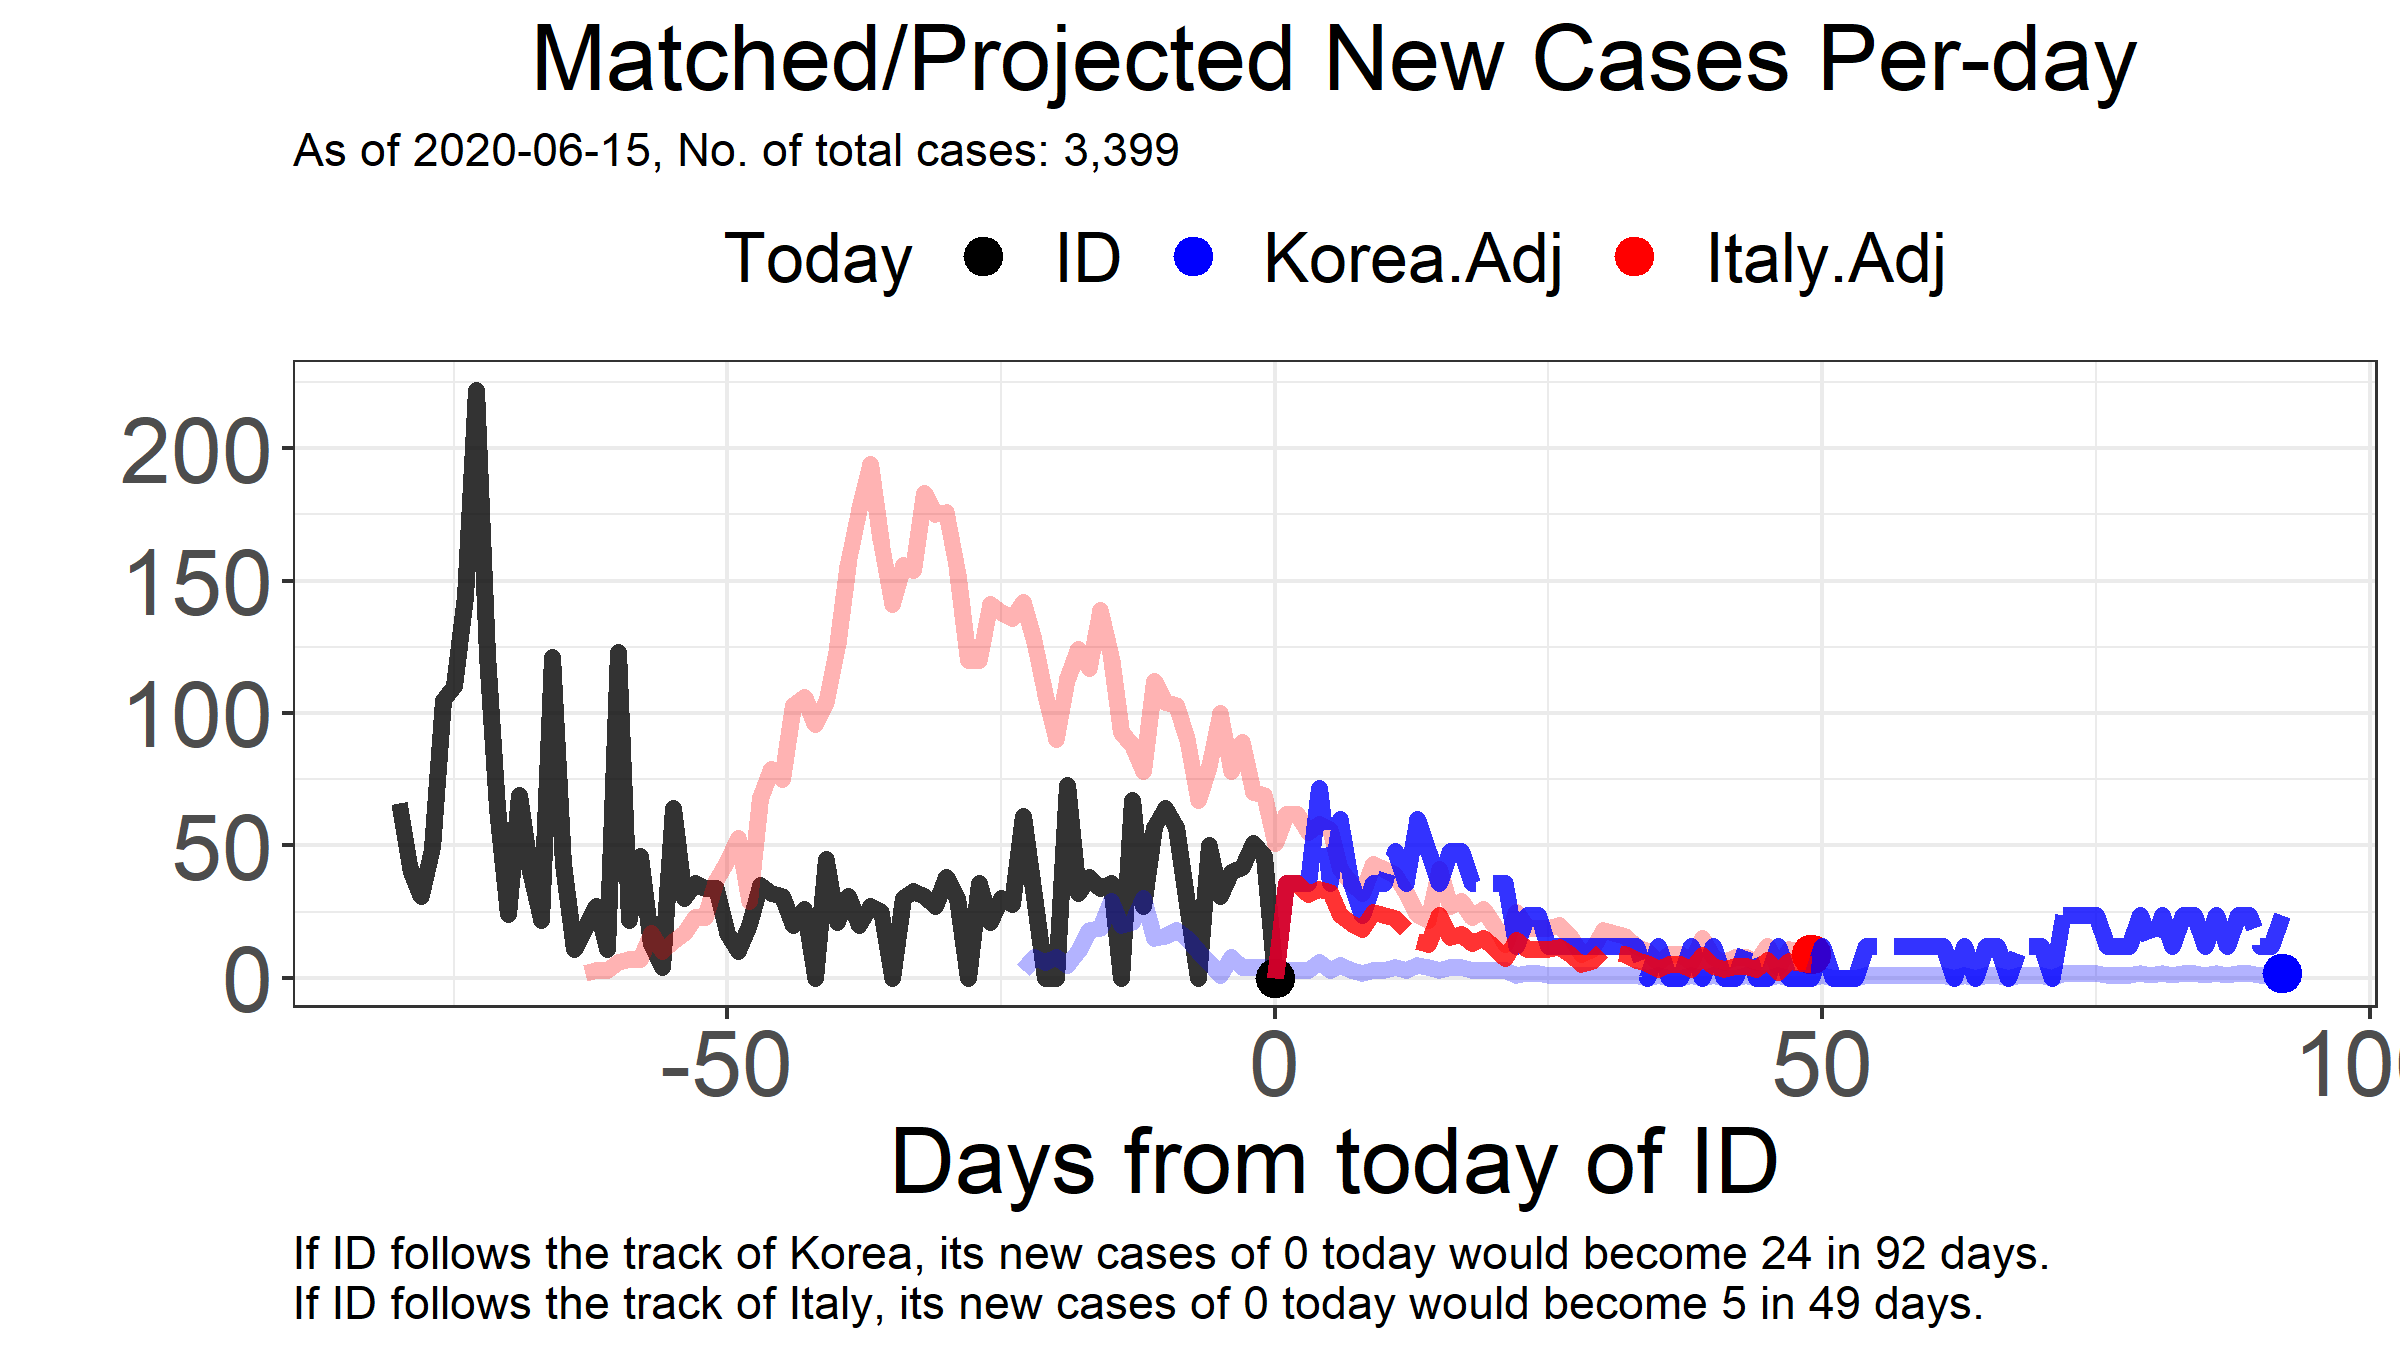 Matched/Projected New Cases Per-day
As of 2020-06-15, No. of total cases: 3,399
Today ID Korea.Adj Italy.Adj
200
150
100
50
0
-50 0 50 100
Days from today of ID
If ID follows the track of Korea, its new cases of 0 today would become 24 in 92 days.
If ID follows the track of Italy, its new cases of 0 today would become 5 in 49 days.